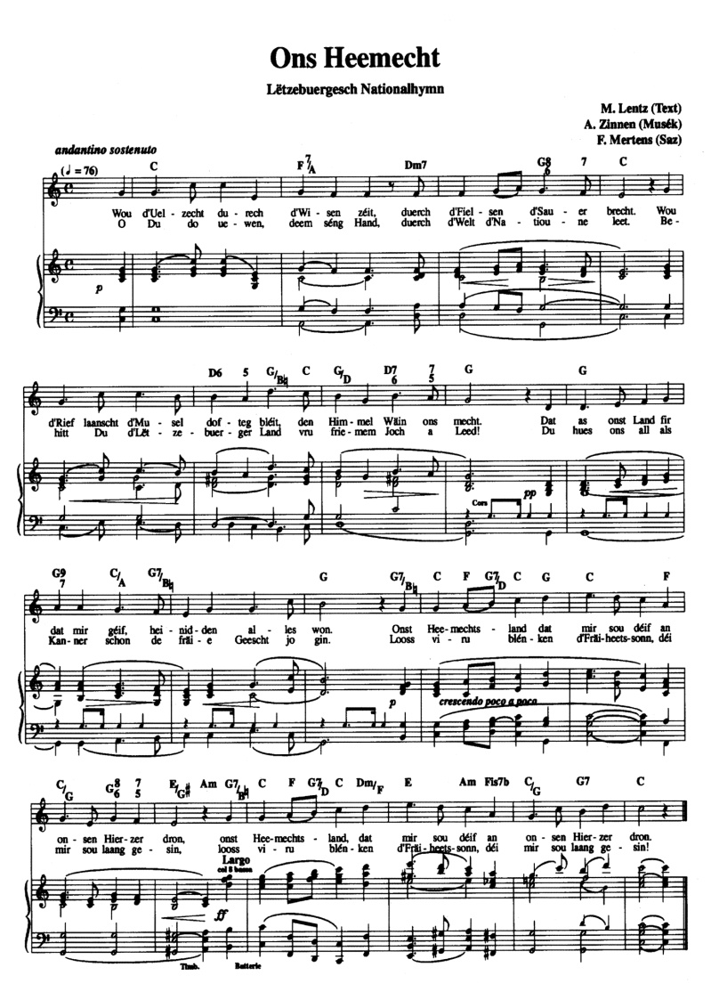 Ons Heemecht
Lëtzebuergesch Nationalhymn
M. Lentz (Text)
A. Zinnen (Musék)
F. Mertens (Saz)
andantino sostenuto
(♩ = 76) C F 7/A Dm7 G8 6 7 C
Wou d'Uel - zecht du - rech d'Wi - sen zéit, duerch d'Fiel - sen d'Sau - er brecht. Wou
O Du do ue - wen, deem séng Hand, duerch d'Welt d'Na - tiou - ne leet. Be -
p
D6 5 G/B♮ C G/D D7 6 7 5 G G
d'Rief laanscht d'Mu - sel dof - teg bléit, den Him - mel Wäin ons mecht. Dat as onst Land fir
hitt Du d'Lët - ze - buer - ger Land vru frie - mem Joch a Leed! Du hues ons all als
Cors pp
G9 7 C/A G7/B♮ G G7/B♮ C F G7/D C G C F
dat mir géif, hei - nid - den al - les won. Onst Hee - mechts - land dat mir sou déif an
Kan - ner schon de fräi - e Geescht jo gin. Looss vi - ru blén - ken d'Fräiheets - sonn, déi
p crescendo poco a poco
C/G G8 6 7 5 E/G# Am G7/B♮ C F G7/D C Dm/F E Am Fis7b C/G G7 C
on - sen Hier - zer dron, onst Hee - mechts - land, dat mir sou déif an on - sen Hier - zer dron.
mir sou laang ge - sin, looss vi - ru blén - ken d'Fräi - heets - sonn, déi mir sou laang ge - sin!
Largo
col 8 bassa
ff
Timb. Batterie